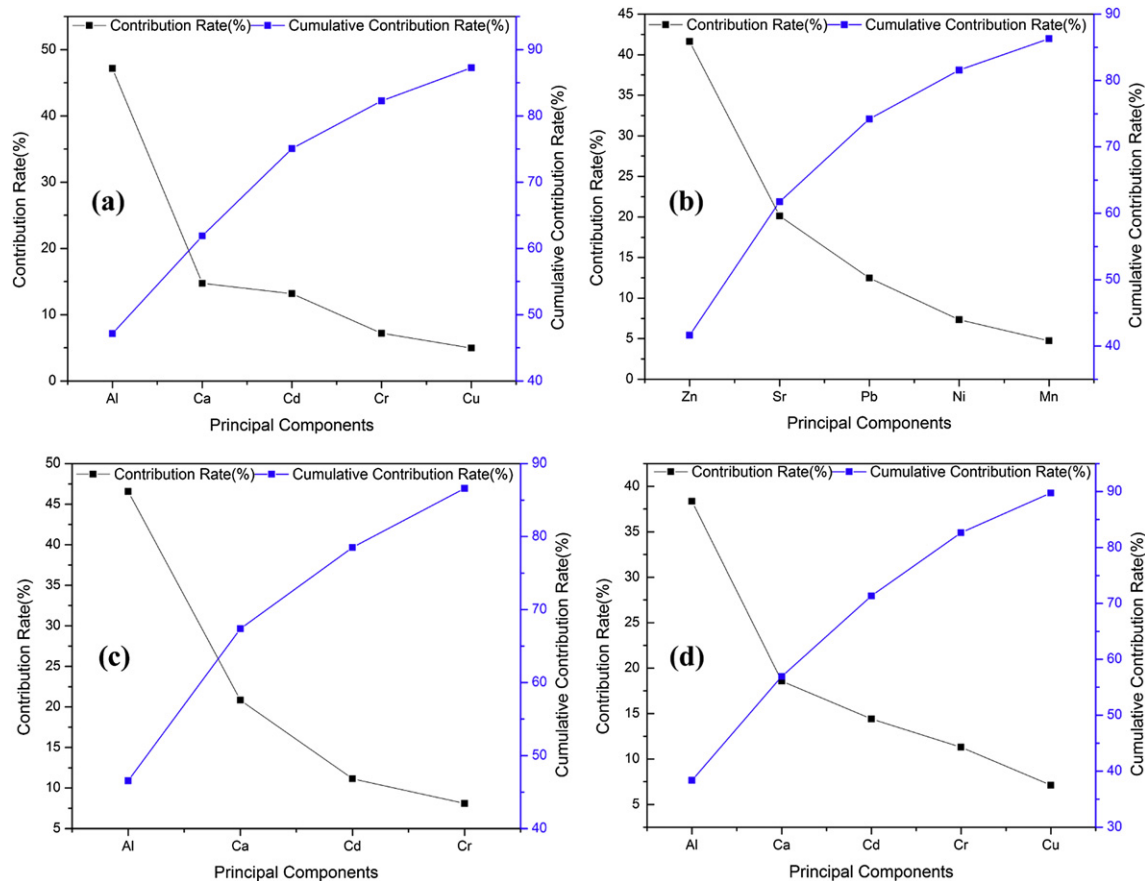 Contribution Rate(%) Cumulative Contribution Rate(%)
50
40
30
20
10
0
90
80
70
60
50
40
Contribution Rate(%)
Cumulative Contribution Rate(%)
(a)
Al Ca Cd Cr Cu
Principal Components
Contribution Rate(%) Cumulative Contribution Rate(%)
45
40
35
30
25
20
15
10
5
0
90
80
70
60
50
40
Contribution Rate(%)
Cumulative Contribution Rate(%)
(b)
Zn Sr Pb Ni Mn
Principal Components
Contribution Rate(%) Cumulative Contribution Rate(%)
50
45
40
35
30
25
20
15
10
5
90
80
70
60
50
40
Contribution Rate(%)
Cumulative Contribution Rate(%)
(c)
Al Ca Cd Cr
Principal Components
Contribution Rate(%) Cumulative Contribution Rate(%)
40
35
30
25
20
15
10
5
90
80
70
60
50
40
30
Contribution Rate(%)
Cumulative Contribution Rate(%)
(d)
Al Ca Cd Cr Cu
Principal Components